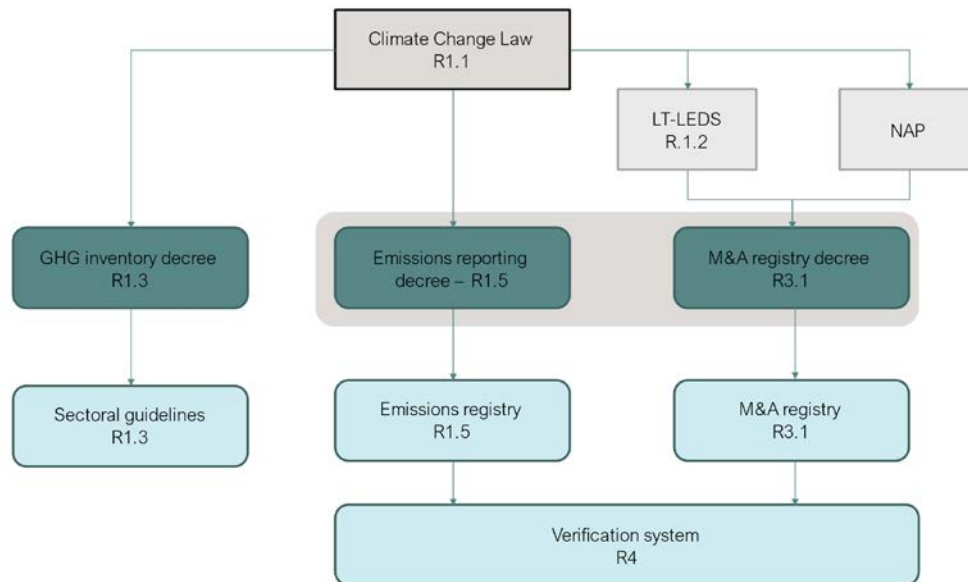 Climate Change Law
R1.1
LT-LEDS
R.1.2
NAP
GHG inventory decree
R1.3
Emissions reporting
decree – R1.5
M&A registry decree
R3.1
Sectoral guidelines
R1.3
Emissions registry
R1.5
M&A registry
R3.1
Verification system
R4